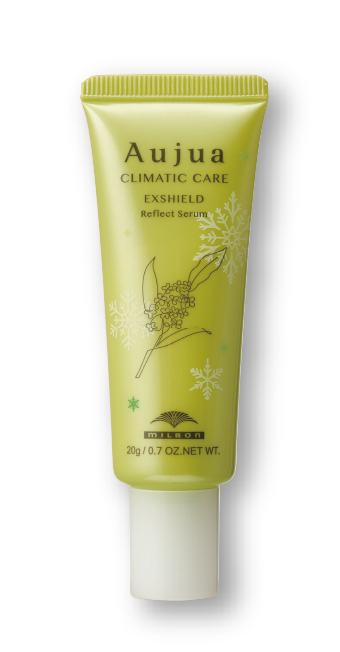 Aujua
CLIMATIC CARE
EXSHIELD
Reflect Serum
milbon
20g / 0.7 OZ.NET WT.